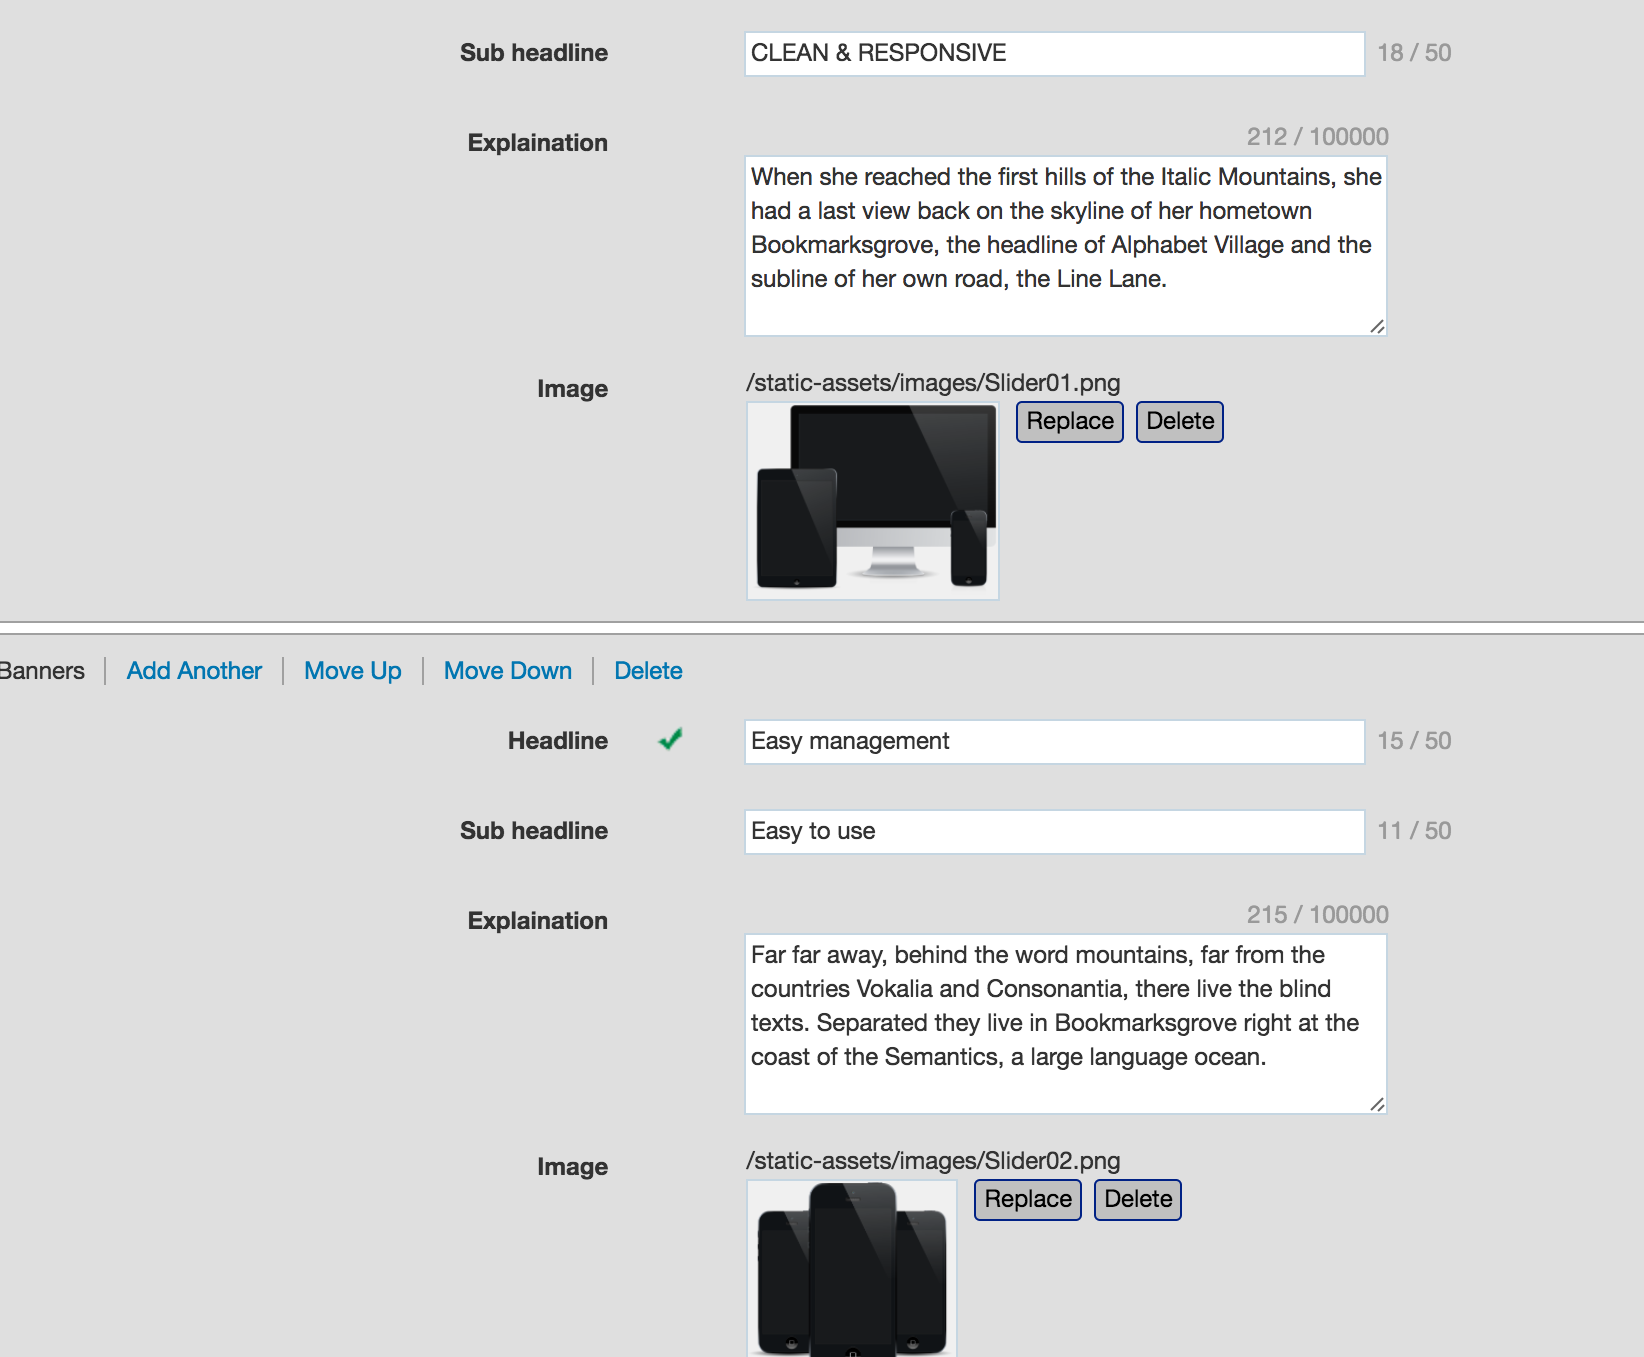 Sub headline
CLEAN & RESPONSIVE
18 / 50
Explaination
212 / 100000
When she reached the first hills of the Italic Mountains, she
had a last view back on the skyline of her hometown
Bookmarksgrove, the headline of Alphabet Village and the
subline of her own road, the Line Lane.
Image
/static-assets/images/Slider01.png
Replace
Delete
Banners
Add Another
Move Up
Move Down
Delete
Headline
Easy management
15 / 50
Sub headline
Easy to use
11 / 50
Explaination
215 / 100000
Far far away, behind the word mountains, far from the
countries Vokalia and Consonantia, there live the blind
texts. Separated they live in Bookmarksgrove right at the
coast of the Semantics, a large language ocean.
Image
/static-assets/images/Slider02.png
Replace
Delete